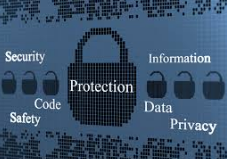 Security
Information
Protection
Code
Data
Safety
Privacy